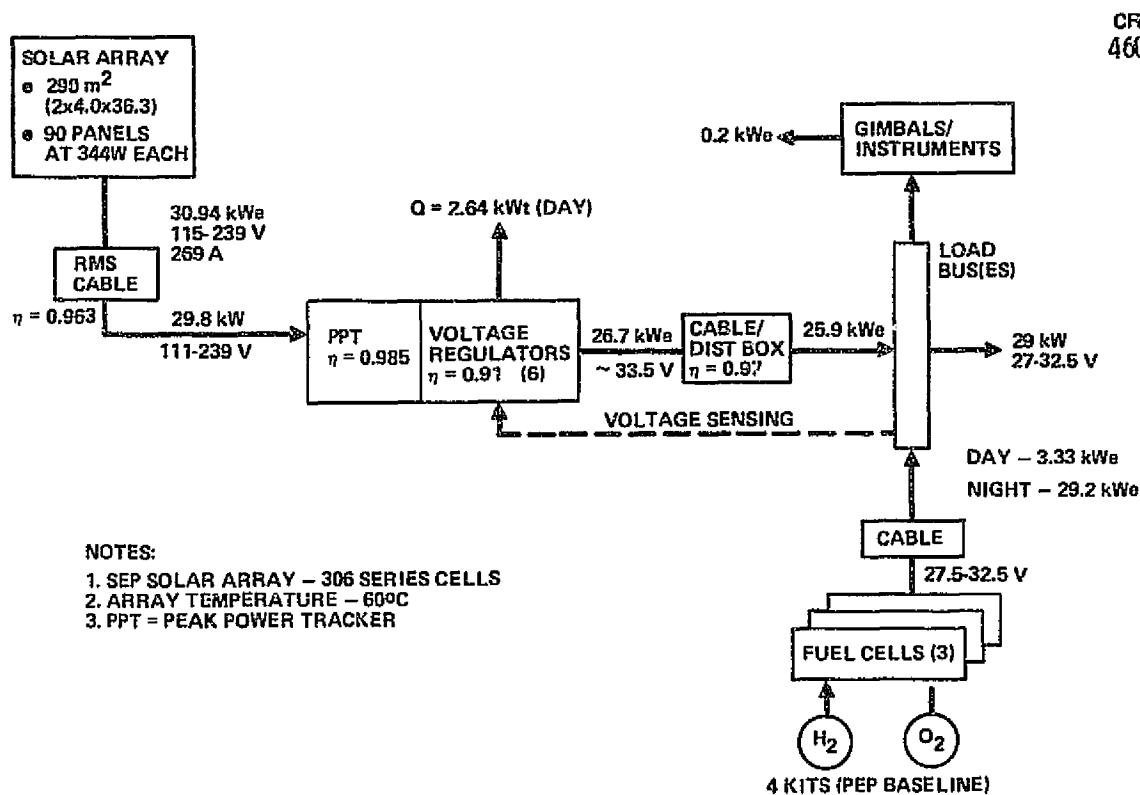 CR
460
SOLAR ARRAY
● 290 m²
(2x4.0x36.3)
● 90 PANELS
AT 344W EACH
30.94 kWe
115-239 V
269 A
RMS
CABLE
η = 0.963
29.8 kW
111-239 V
Q = 2.64 kWt (DAY)
PPT
η = 0.985
VOLTAGE
REGULATORS
η = 0.91 (6)
26.7 kWe
~ 33.5 V
CABLE/
DIST BOX
η = 0.97
25.9 kWe
0.2 kWe
GIMBALS/
INSTRUMENTS
LOAD
BUS(ES)
29 kW
27-32.5 V
VOLTAGE SENSING
DAY – 3.33 kWe
NIGHT – 29.2 kWe
CABLE
27.5-32.5 V
FUEL CELLS (3)
H₂
O₂
4 KITS (PEP BASELINE)
NOTES:
1. SEP SOLAR ARRAY – 306 SERIES CELLS
2. ARRAY TEMPERATURE – 60ºC
3. PPT = PEAK POWER TRACKER